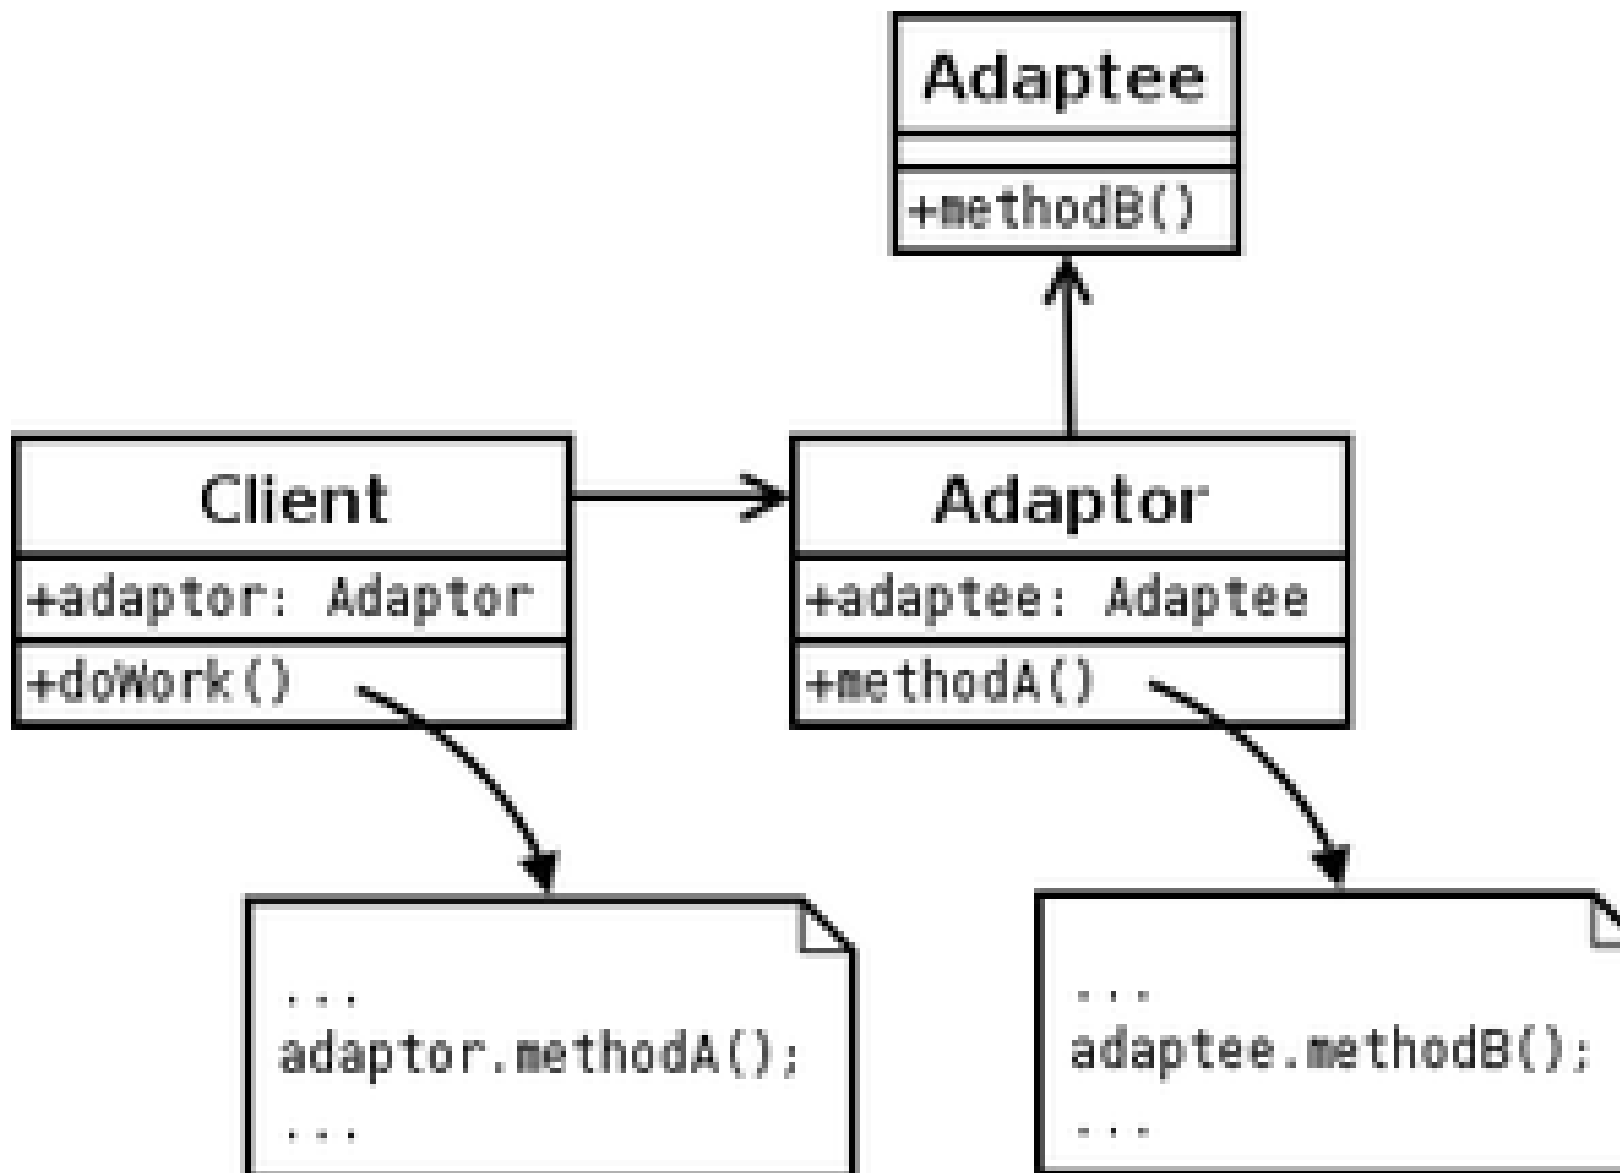 Adaptee
+methodB()
Client
+adaptor: Adaptor
+doWork()
Adaptor
+adaptee: Adaptee
+methodA()
...
adaptor.methodA();
...
...
adaptee.methodB();
...